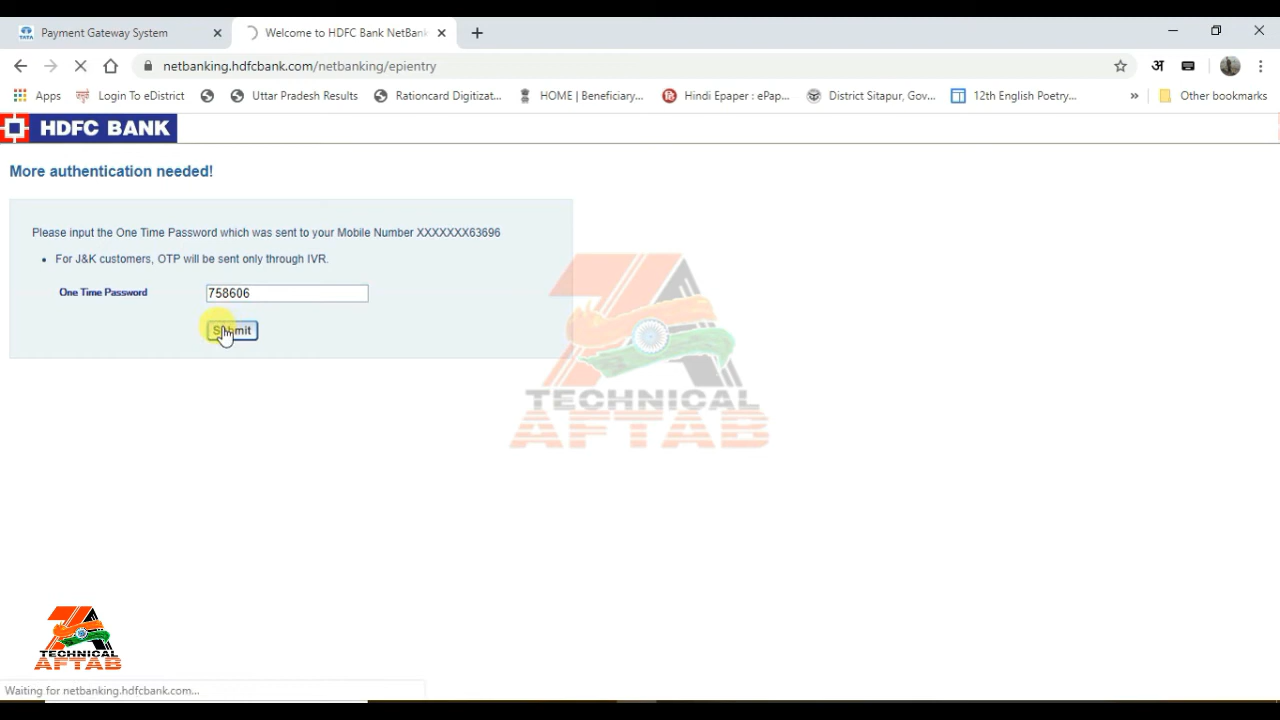 Payment Gateway System
Welcome to HDFC Bank NetBank
netbanking.hdfcbank.com/netbanking/epientry
अ
Apps
Login To eDistrict
Uttar Pradesh Results
Rationcard Digitizat...
HOME | Beneficiary...
Hindi Epaper : ePap...
District Sitapur, Gov...
12th English Poetry...
»
Other bookmarks
HDFC BANK
More authentication needed!
Please input the One Time Password which was sent to your Mobile Number XXXXXXX63696
• For J&K customers, OTP will be sent only through IVR.
One Time Password 758606
Submit
TECHNICAL
AFTAB
TECHNICAL
AFTAB
Waiting for netbanking.hdfcbank.com...